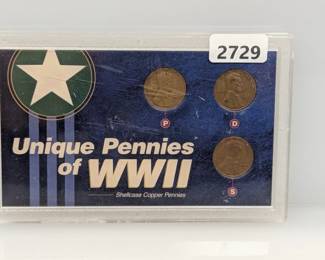 2729
P
D
S
Unique Pennies
of WWII
Shellcase Copper Pennies